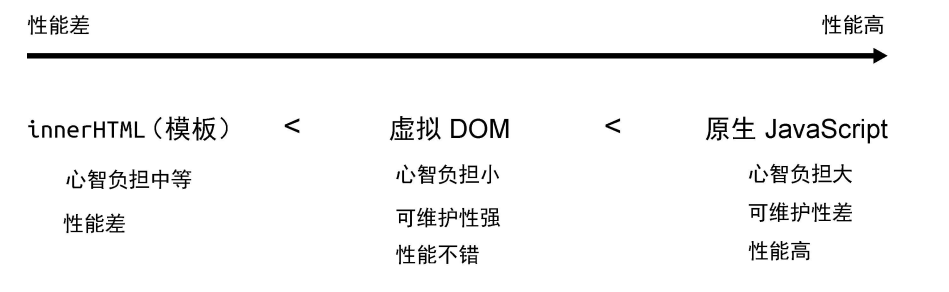 性能差 性能高
innerHTML（模板） < 虚拟 DOM < 原生 JavaScript
心智负担中等 心智负担小 心智负担大
性能差 可维护性强 可维护性差
性能不错 性能高